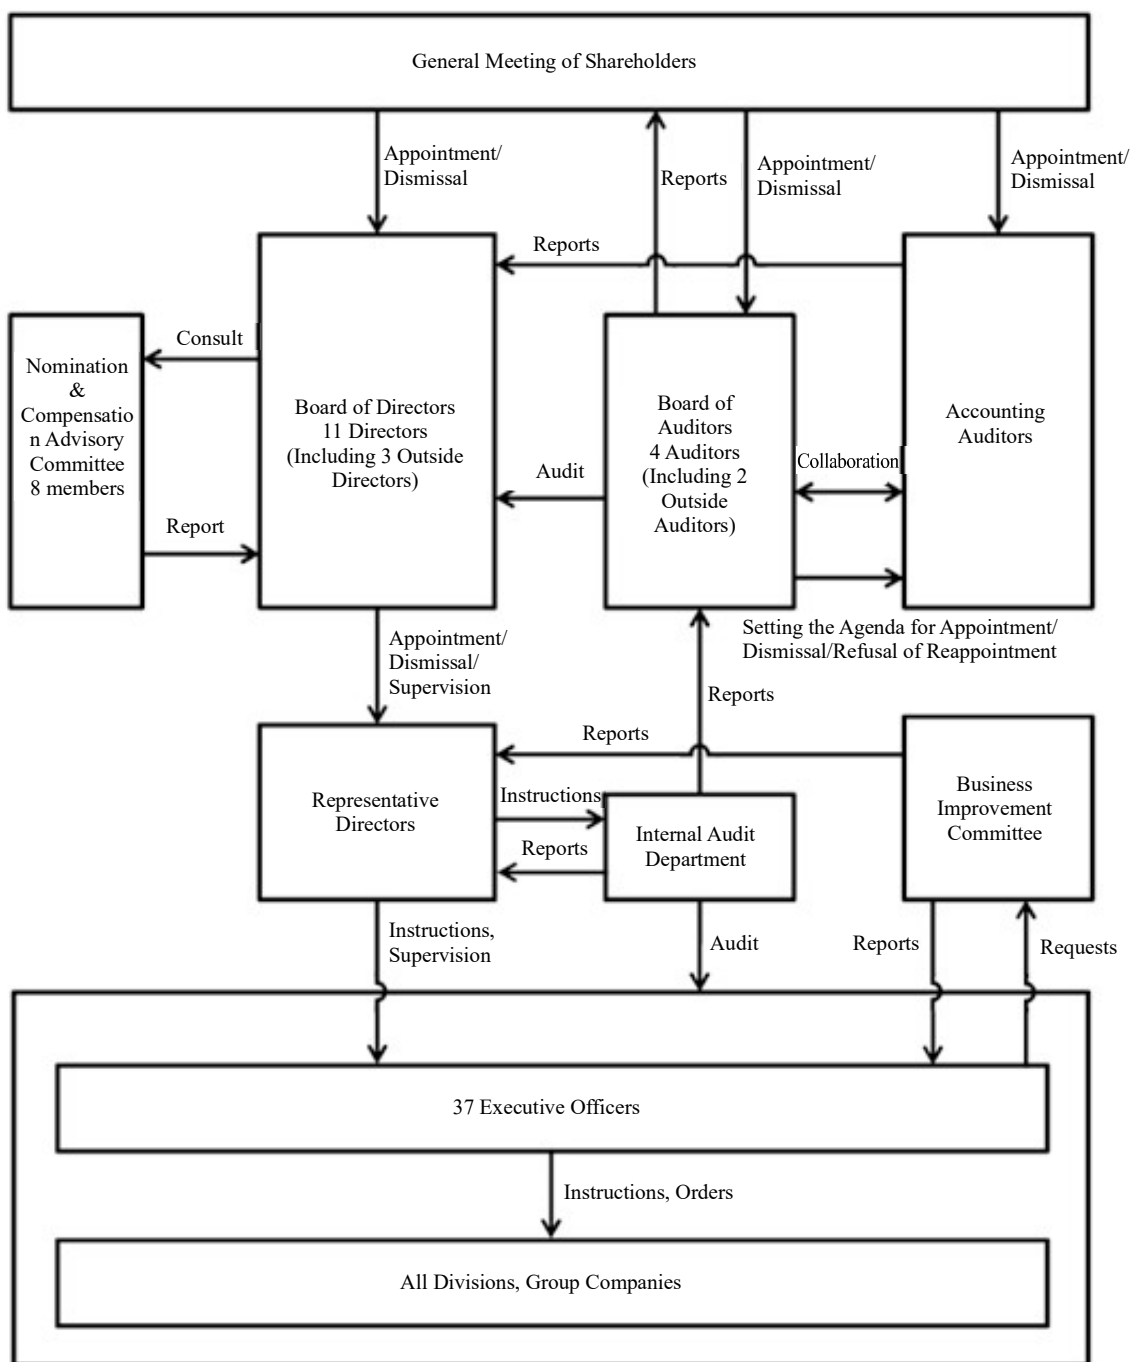 General Meeting of Shareholders
Appointment/
Dismissal
Reports
Appointment/
Dismissal
Appointment/
Dismissal
Reports
Consult
Nomination
&
Compensatio
n Advisory
Committee
8 members
Board of Directors
11 Directors
(Including 3 Outside
Directors)
Board of
Auditors
4 Auditors
(Including 2
Outside
Auditors)
Accounting
Auditors
Collaboration
Audit
Report
Setting the Agenda for Appointment/
Dismissal/Refusal of Reappointment
Appointment/
Dismissal/
Supervision
Reports
Reports
Representative
Directors
Instructions
Reports
Internal Audit
Department
Business
Improvement
Committee
Instructions,
Supervision
Audit
Reports
Requests
37 Executive Officers
Instructions, Orders
All Divisions, Group Companies